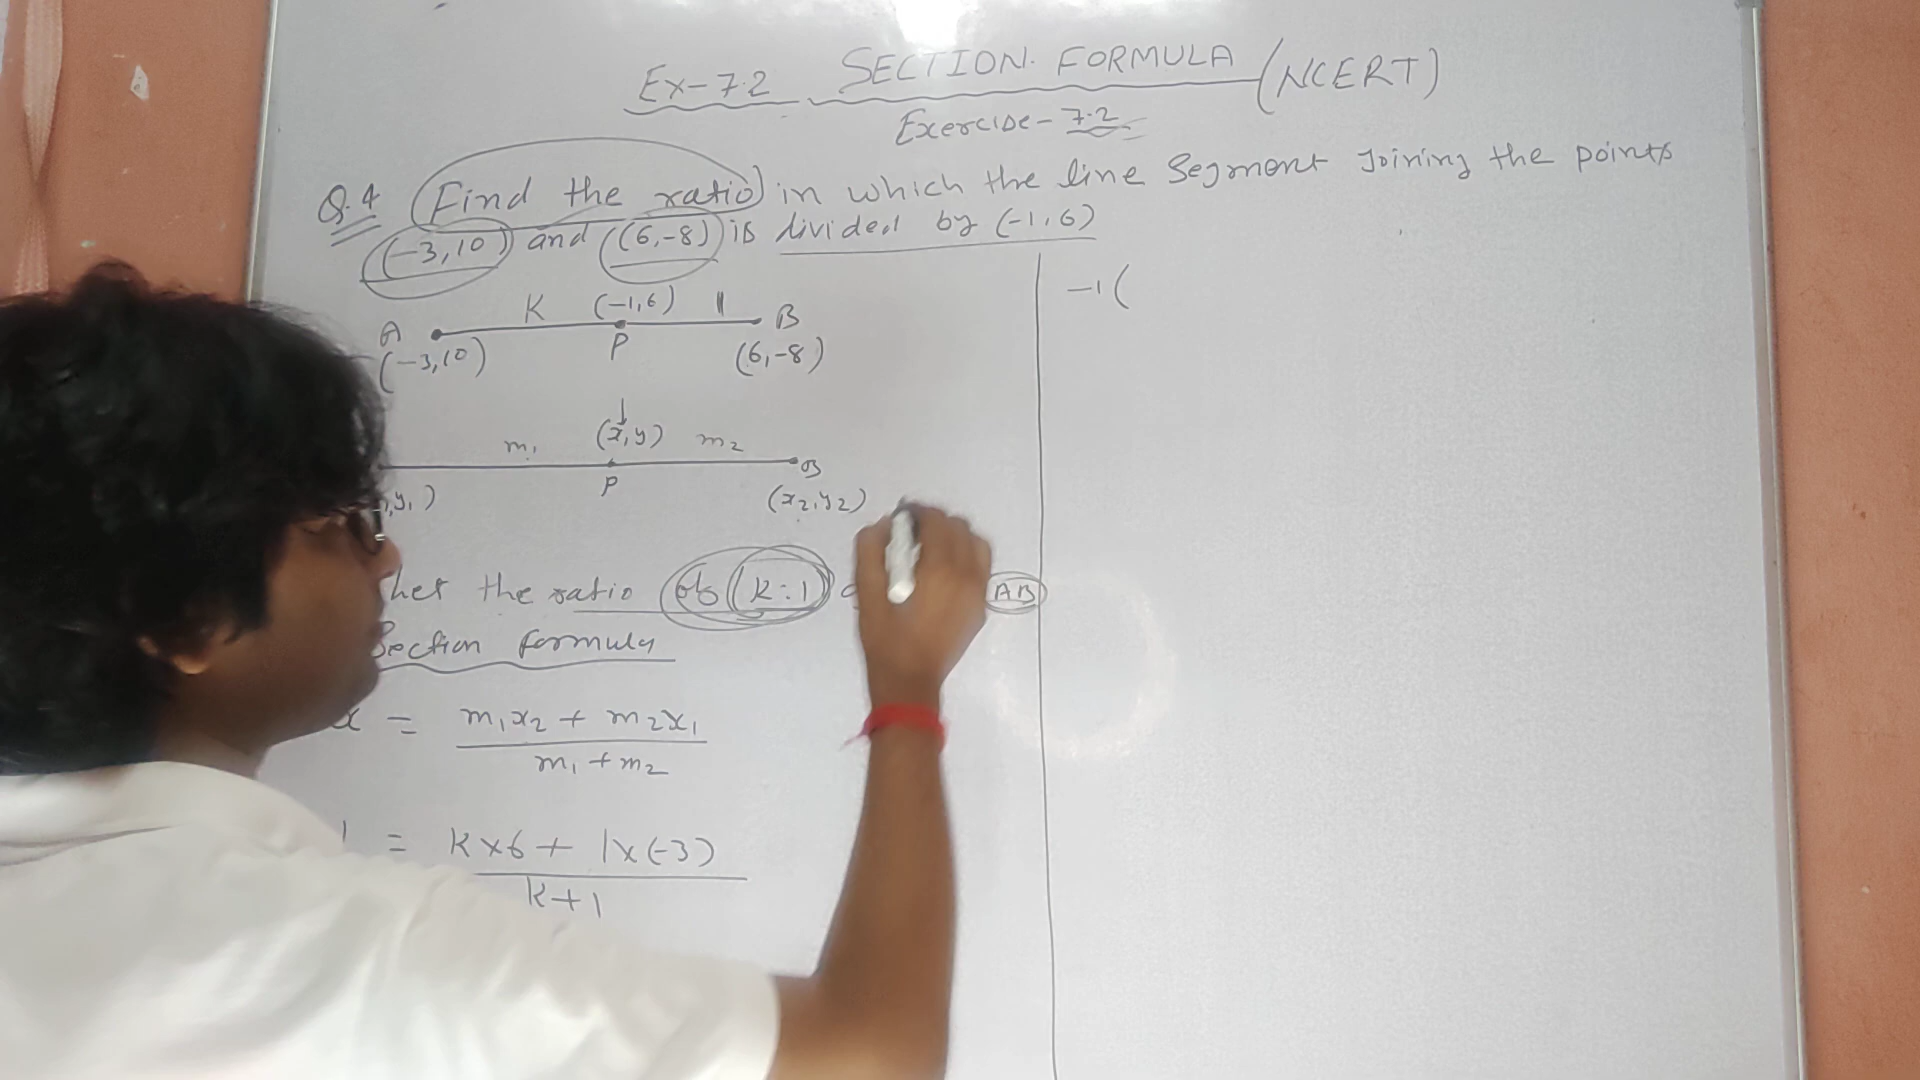 Ex-7.2 SECTION FORMULA (NCERT)
Exercise-7.2
Q.4 (Find the ratio) in which the line Segment Joining the points
(-3,10) and (6,-8) is divided by (-1,6)
K (-1,6) 1
A P B
(-3,10) (6,-8)
m1 (x,y) m2
P B
,y1) (x2,y2)
the ratio of (k:1) AB
Section formula
x = m1x2 + m2x1
m1 + m2
= k×6 + 1×(-3)
k+1
-1(